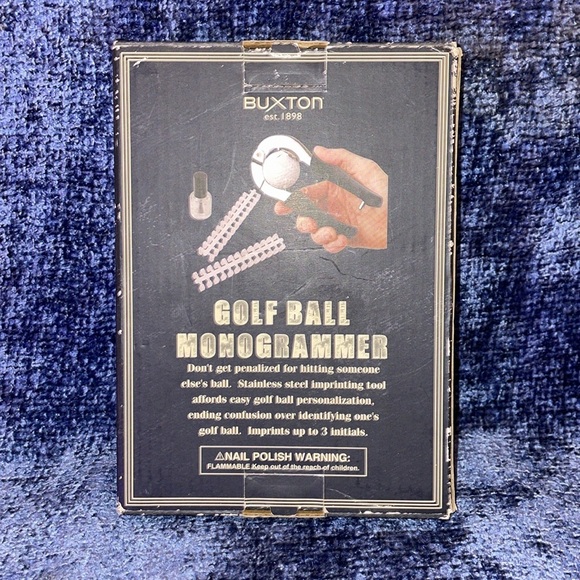 BUXTON
est. 1898
GOLF BALL
MONOGRAMMER
Don't get penalized for hitting someone
else's ball. Stainless steel imprinting tool
affords easy golf ball personalization,
ending confusion over identifying one's
golf ball. Imprints up to 3 initials.
⚠NAIL POLISH WARNING:
FLAMMABLE Keep out of the reach of children.